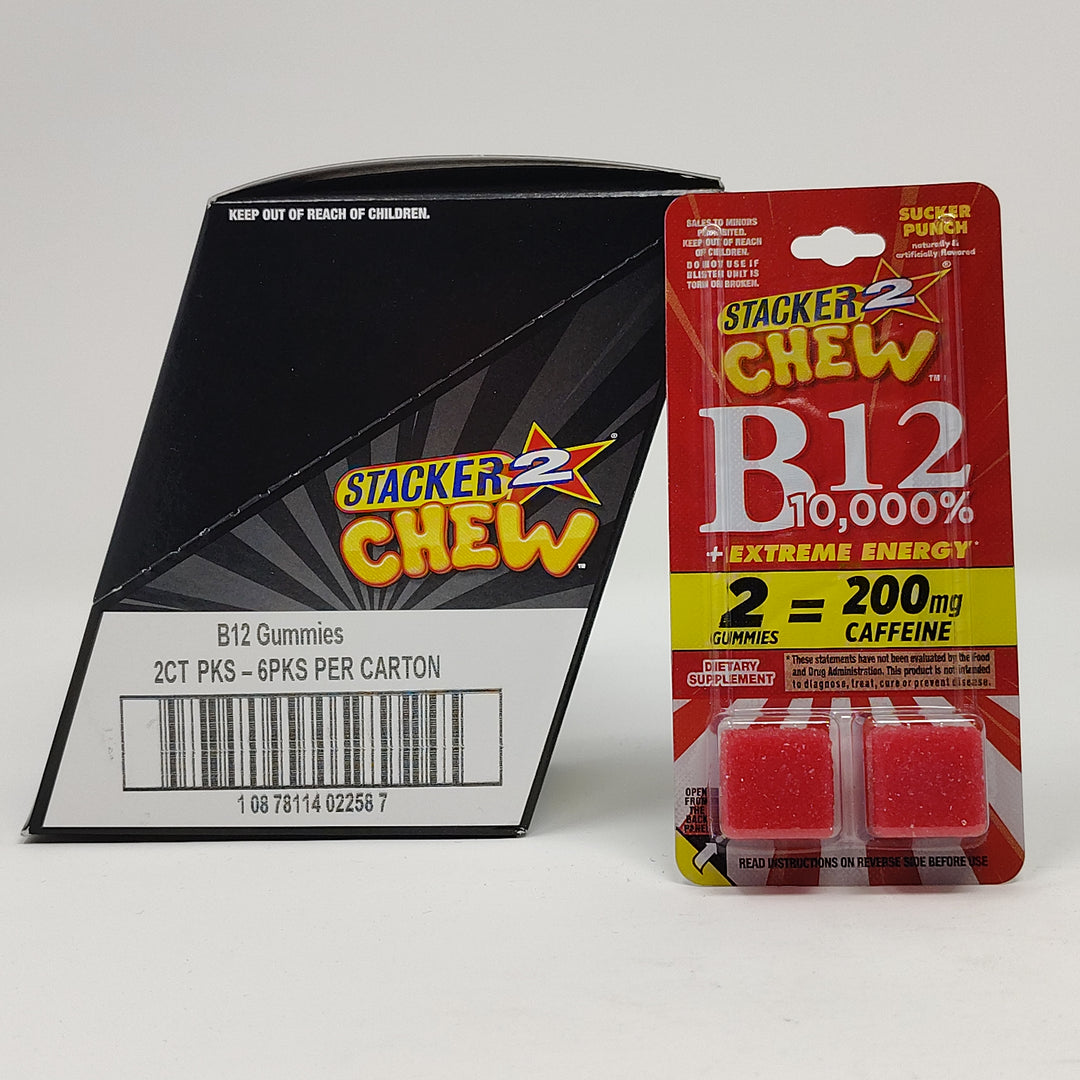 KEEP OUT OF REACH OF CHILDREN.
STACKER 2®
CHEW™
B12 Gummies
2CT PKS – 6PKS PER CARTON
1 08 78114 02258 7
SALES TO MINORS
PROHIBITED.
KEEP OUT OF REACH
OF CHILDREN.
DO NOT USE IF
BLISTER UNIT IS
TORN OR BROKEN.
SUCKER
PUNCH
naturally &
artificially flavored
STACKER 2®
CHEW™
B12
10,000%
+ EXTREME ENERGY*
2 GUMMIES = 200mg CAFFEINE
DIETARY
SUPPLEMENT
*These statements have not been evaluated by the Food
and Drug Administration. This product is not intended
to diagnose, treat, cure or prevent disease.
OPEN
FROM
THE
BACK
PANEL
READ INSTRUCTIONS ON REVERSE SIDE BEFORE USE